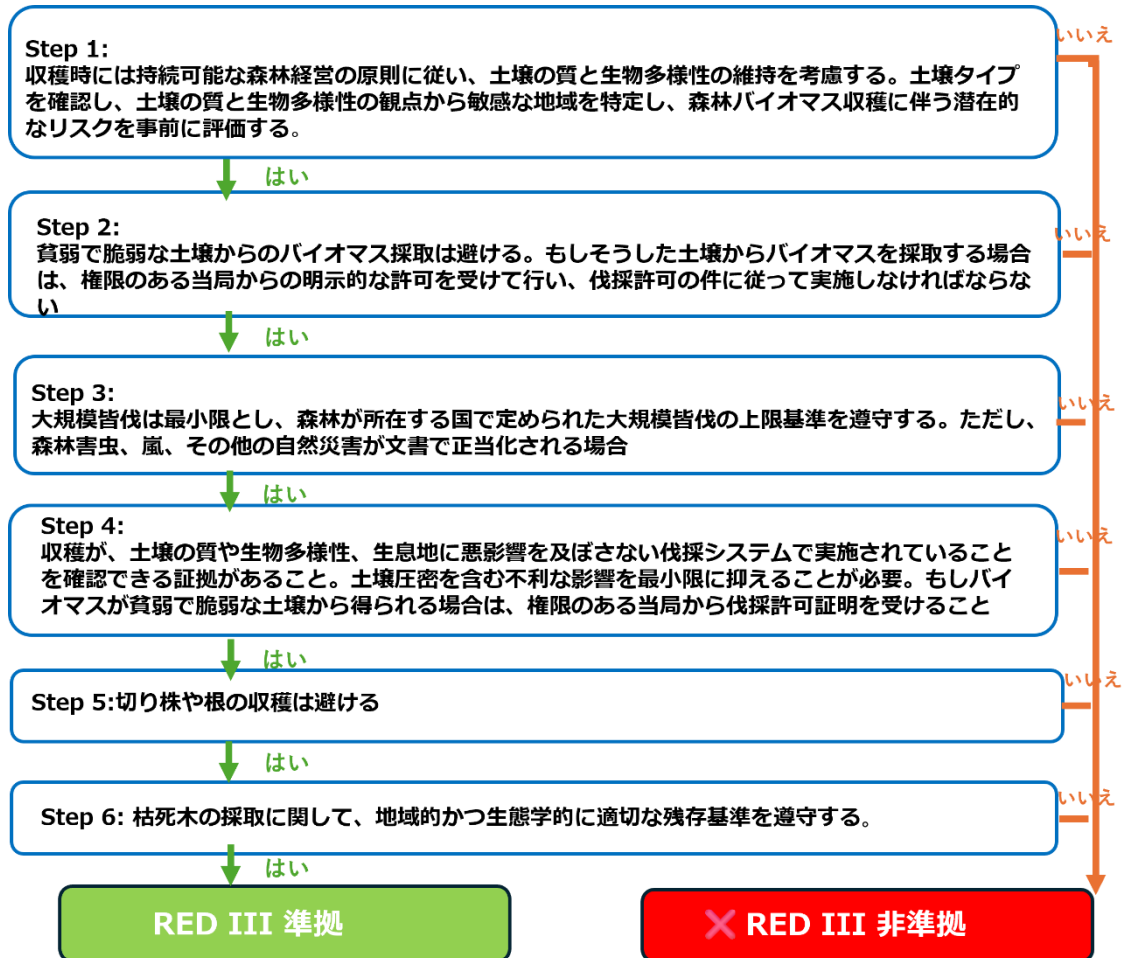 いいえ
Step 1:
収穫時には持続可能な森林経営の原則に従い、土壌の質と生物多様性の維持を考慮する。土壌タイプ
を確認し、土壌の質と生物多様性の観点から敏感な地域を特定し、森林バイオマス収穫に伴う潜在的
なリスクを事前に評価する。
はい
Step 2:
いいえ
貧弱で脆弱な土壌からのバイオマス採取は避ける。もしそうした土壌からバイオマスを採取する場合
は、権限のある当局からの明示的な許可を受けて行い、伐採許可の件に従って実施しなければならな
い
はい
Step 3:
いいえ
大規模皆伐は最小限とし、森林が所在する国で定められた大規模皆伐の上限基準を遵守する。ただし、
森林害虫、嵐、その他の自然災害が文書で正当化される場合
はい
Step 4:
いいえ
収穫が、土壌の質や生物多様性、生息地に悪影響を及ぼさない伐採システムで実施されていること
を確認できる証拠があること。土壌圧密を含む不利な影響を最小限に抑えることが必要。もしバイ
オマスが貧弱で脆弱な土壌から得られる場合は、権限のある当局から伐採許可証明を受けること
はい
いいえ
Step 5:切り株や根の収穫は避ける
はい
いいえ
Step 6: 枯死木の採取に関して、地域的かつ生態学的に適切な残存基準を遵守する。
はい
RED III 準拠
❌ RED III 非準拠